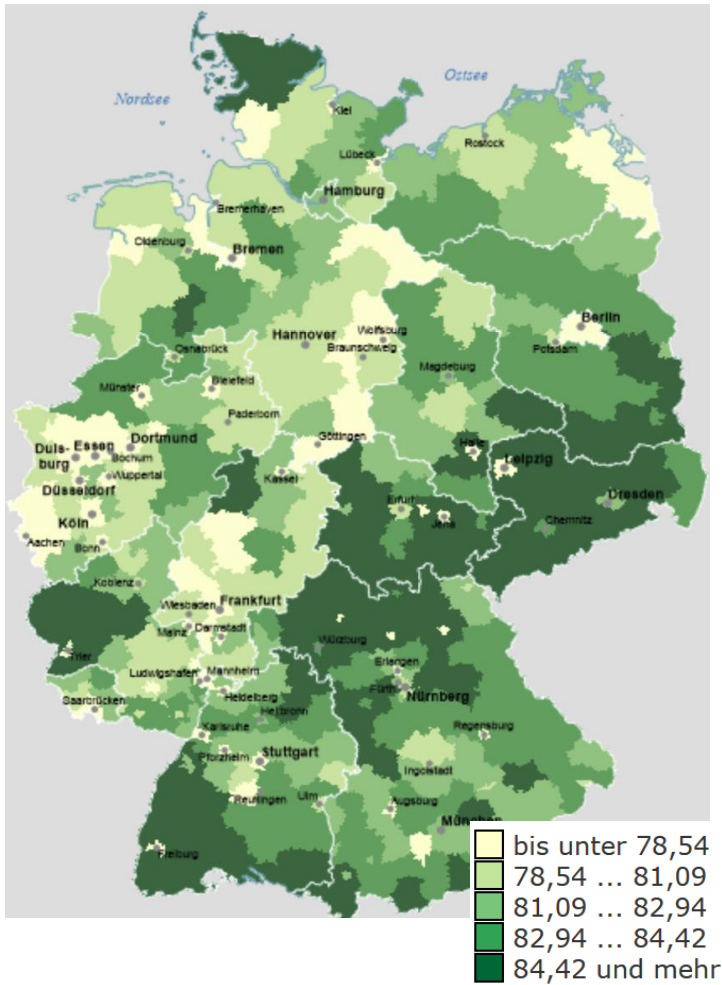 Ostsee
Nordsee
Kiel
Rostock
Lübeck
Hamburg
Bremerhaven
Oldenburg
Bremen
Berlin
Wolfsburg
Hannover
Braunschweig
Potsdam
Osnabrück
Magdeburg
Münster
Bielefeld
Paderborn
Göttingen
Dortmund
Halle
Duis-
burg
Essen
Bochum
Leipzig
Wuppertal
Kassel
Düsseldorf
Dresden
Erfurt
Köln
Jena
Chemnitz
Aachen
Bonn
Koblenz
Wiesbaden
Frankfurt
Mainz
Darmstadt
Würzburg
Trier
Erlangen
Ludwigshafen
Mannheim
Fürth
Nürnberg
Saarbrücken
Heidelberg
Heilbronn
Karlsruhe
Regensburg
Pforzheim
Stuttgart
Ingolstadt
Reutlingen
Ulm
Augsburg
Freiburg
bis unter 78,54
78,54 ... 81,09
81,09 ... 82,94
82,94 ... 84,42
84,42 und mehr